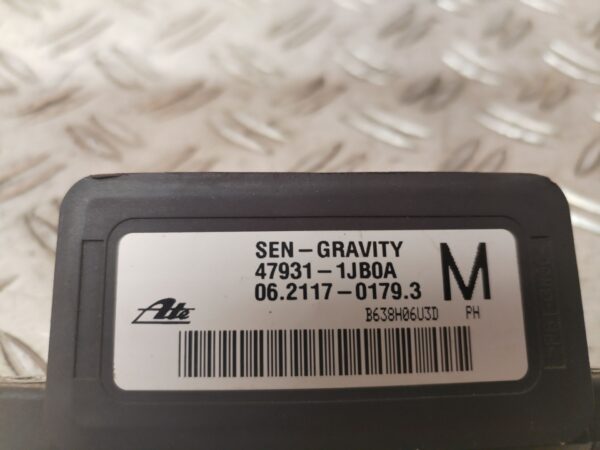 SEN-GRAVITY
47931-1JB0A
06.2117-0179.3
M
Ate
B638H06U3D PH